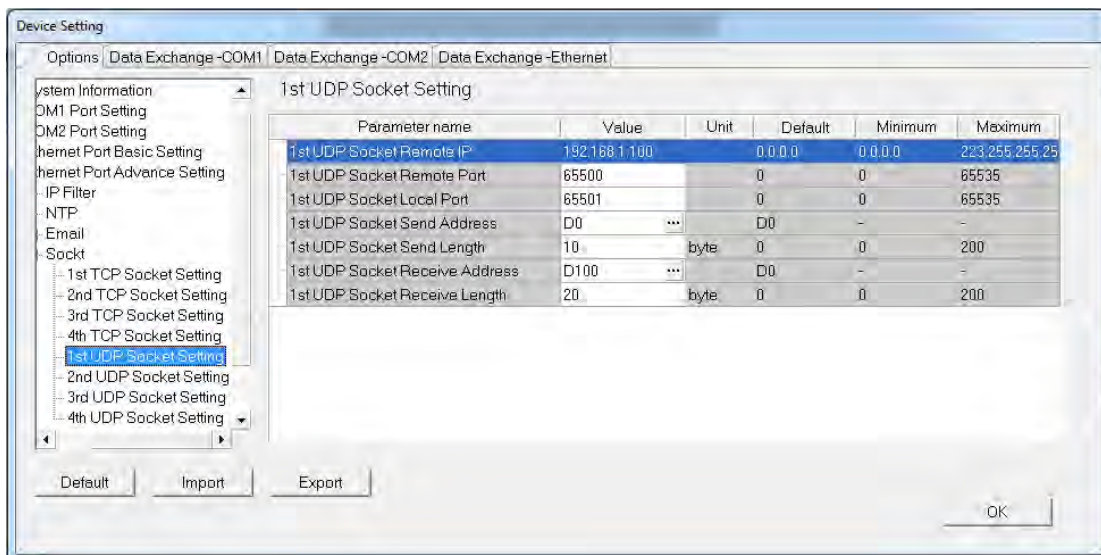 Device Setting
Options Data Exchange -COM1 Data Exchange -COM2 Data Exchange -Ethernet
ystem Information
OM1 Port Setting
OM2 Port Setting
hernet Port Basic Setting
hernet Port Advance Setting
IP Filter
NTP
Email
Sockt
1st TCP Socket Setting
2nd TCP Socket Setting
3rd TCP Socket Setting
4th TCP Socket Setting
1st UDP Socket Setting
2nd UDP Socket Setting
3rd UDP Socket Setting
4th UDP Socket Setting
1st UDP Socket Setting
Parameter name Value Unit Default Minimum Maximum
1st UDP Socket Remote IP 192.168.1.100 0.0.0.0 0.0.0.0 223.255.255.25
1st UDP Socket Remote Port 65500 0 0 65535
1st UDP Socket Local Port 65501 0 0 65535
1st UDP Socket Send Address D0 ... D0 - -
1st UDP Socket Send Length 10 byte 0 0 200
1st UDP Socket Receive Address D100 ... D0 - -
1st UDP Socket Receive Length 20 byte 0 0 200
Default Import Export
OK